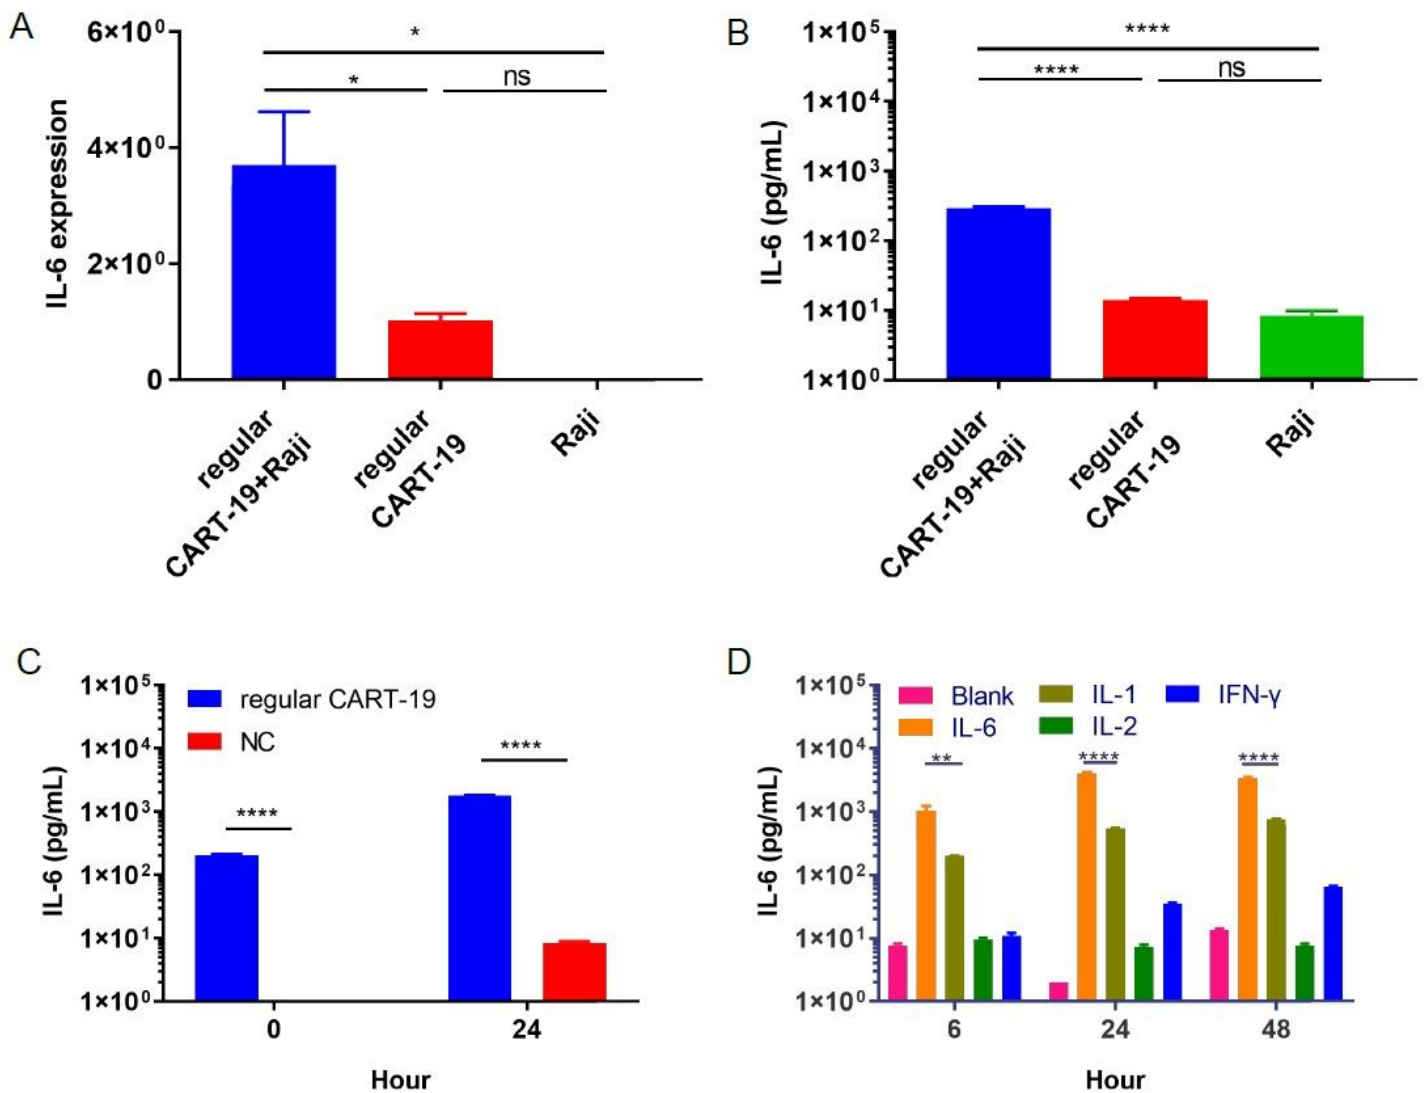 A
6×10⁰
4×10⁰
2×10⁰
0
IL-6 expression
*
*
ns
regular
CART-19+Raji
regular
CART-19
Raji
B
1×10⁵
1×10⁴
1×10³
1×10²
1×10¹
1×10⁰
IL-6 (pg/mL)
****
****
ns
regular
CART-19+Raji
regular
CART-19
Raji
C
1×10⁵
1×10⁴
1×10³
1×10²
1×10¹
1×10⁰
IL-6 (pg/mL)
regular CART-19
NC
****
****
0
24
Hour
D
1×10⁵
1×10⁴
1×10³
1×10²
1×10¹
1×10⁰
IL-6 (pg/mL)
Blank
IL-6
IL-1
IL-2
IFN-γ
**
****
****
6
24
48
Hour